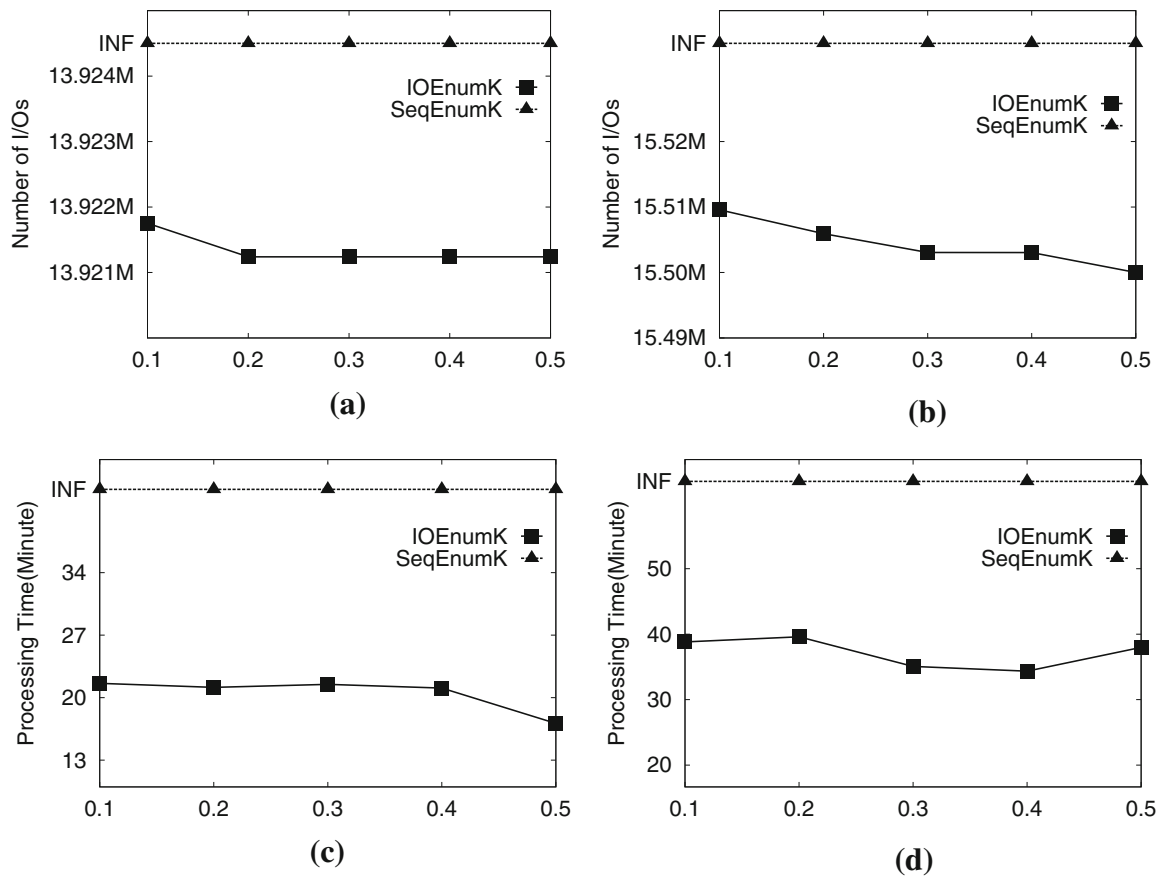 INF
13.924M
13.923M
13.922M
13.921M
Number of I/Os
IOEnumK
SeqEnumK
0.1 0.2 0.3 0.4 0.5
(a)
INF
15.52M
15.51M
15.50M
15.49M
Number of I/Os
IOEnumK
SeqEnumK
0.1 0.2 0.3 0.4 0.5
(b)
INF
34
27
20
13
Processing Time(Minute)
IOEnumK
SeqEnumK
0.1 0.2 0.3 0.4 0.5
(c)
INF
50
40
30
20
Processing Time(Minute)
IOEnumK
SeqEnumK
0.1 0.2 0.3 0.4 0.5
(d)